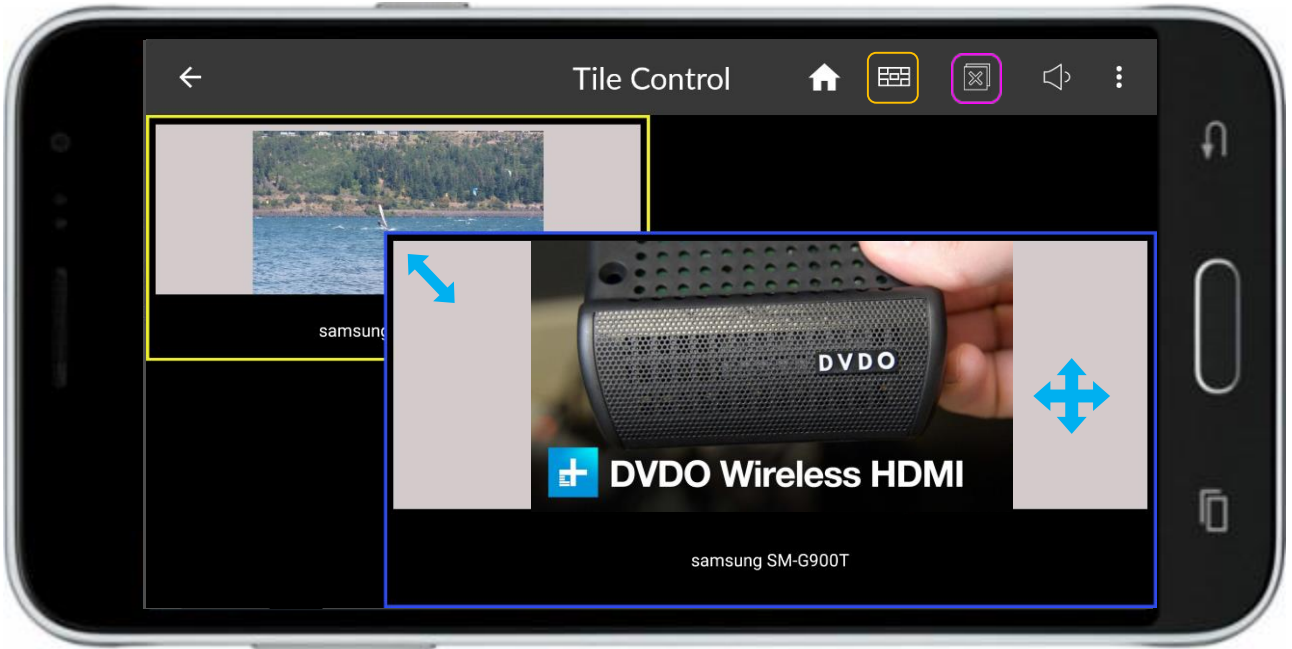 Tile Control
samsung
DVDO
DVDO Wireless HDMI
samsung SM-G900T